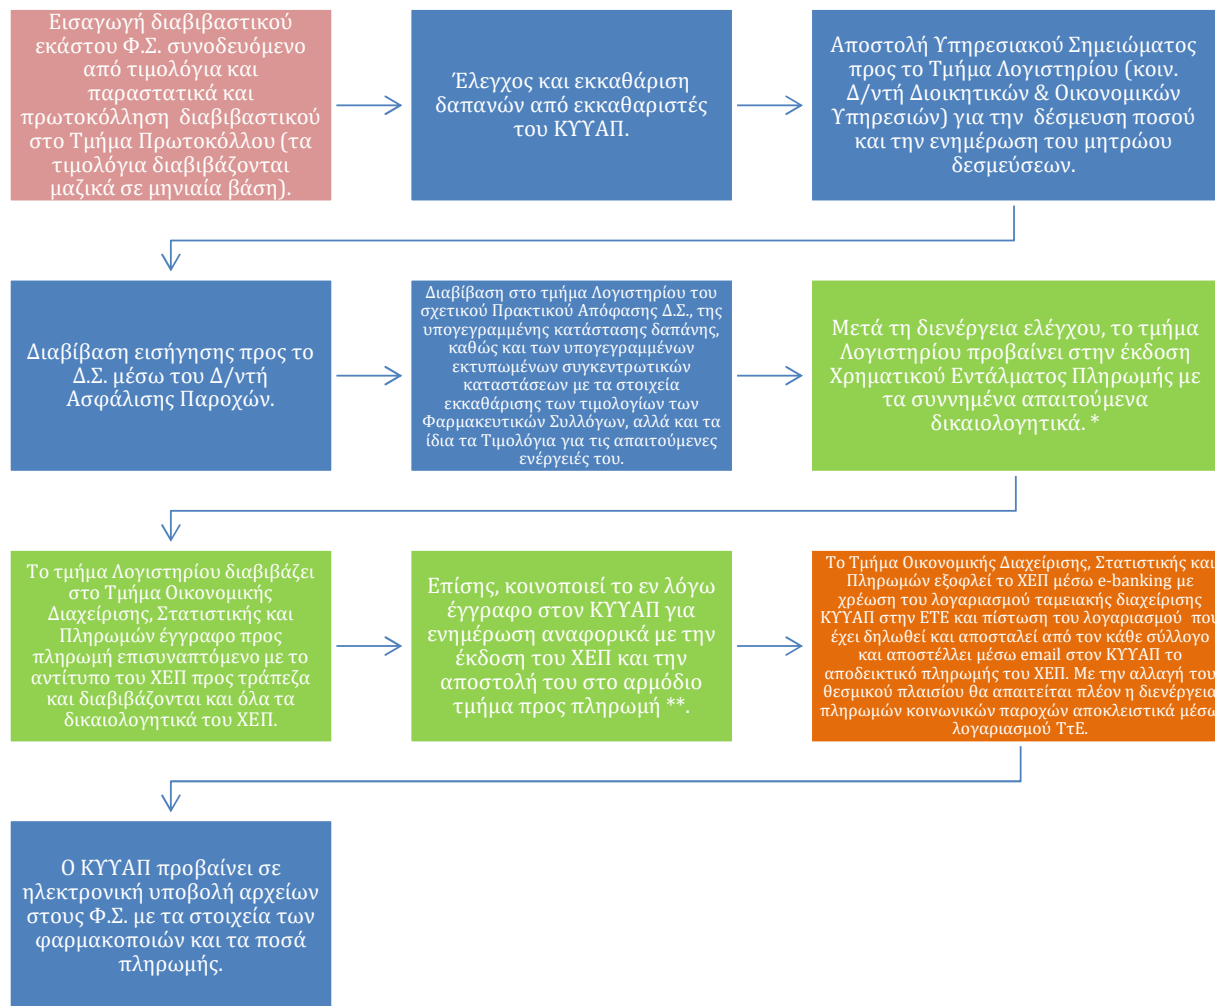 Εισαγωγή διαβιβαστικού
εκάστου Φ.Σ. συνοδευόμενο
από τιμολόγια και
παραστατικά και
πρωτοκόλληση διαβιβαστικού
στο Τμήμα Πρωτοκόλλου (τα
τιμολόγια διαβιβάζονται
μαζικά σε μηνιαία βάση).
Έλεγχος και εκκαθάριση
δαπανών από εκκαθαριστές
του ΚΥΥΑΠ.
Αποστολή Υπηρεσιακού Σημειώματος
προς το Τμήμα Λογιστηρίου (κοιν.
Δ/ντή Διοικητικών & Οικονομικών
Υπηρεσιών) για την δέσμευση ποσού
και την ενημέρωση του μητρώου
δεσμεύσεων.
Διαβίβαση εισήγησης προς το
Δ.Σ. μέσω του Δ/ντή
Ασφάλισης Παροχών.
Διαβίβαση στο τμήμα Λογιστηρίου του
σχετικού Πρακτικού Απόφασης Δ.Σ., της
υπογεγραμμένης κατάστασης δαπάνης,
καθώς και των υπογεγραμμένων
εκτυπωμένων συγκεντρωτικών
καταστάσεων με τα στοιχεία
εκκαθάρισης των τιμολογίων των
Φαρμακευτικών Συλλόγων, αλλά και τα
ίδια τα Τιμολόγια για τις απαιτούμενες
ενέργειές του.
Μετά τη διενέργεια ελέγχου, το τμήμα
Λογιστηρίου προβαίνει στην έκδοση
Χρηματικού Εντάλματος Πληρωμής με
τα συννημένα απαιτούμενα
δικαιολογητικά. *
Το τμήμα Λογιστηρίου διαβιβάζει
στο Τμήμα Οικονομικής
Διαχείρισης, Στατιστικής και
Πληρωμών έγγραφο προς
πληρωμή επισυναπτόμενο με το
αντίτυπο του ΧΕΠ προς τράπεζα
και διαβιβάζονται και όλα τα
δικαιολογητικά του ΧΕΠ.
Επίσης, κοινοποιεί το εν λόγω
έγγραφο στον ΚΥΥΑΠ για
ενημέρωση αναφορικά με την
έκδοση του ΧΕΠ και την
αποστολή του στο αρμόδιο
τμήμα προς πληρωμή **.
Το Τμήμα Οικονομικής Διαχείρισης, Στατιστικής και
Πληρωμών εξοφλεί το ΧΕΠ μέσω e-banking με
χρέωση του λογαριασμού ταμειακής διαχείρισης
ΚΥΥΑΠ στην ΕΤΕ και πίστωση του λογαριασμού που
έχει δηλωθεί και αποσταλεί από τον κάθε σύλλογο
και αποστέλλει μέσω email στον ΚΥΥΑΠ το
αποδεικτικό πληρωμής του ΧΕΠ. Με την αλλαγή του
θεσμικού πλαισίου θα απαιτείται πλέον η διενέργεια
πληρωμών κοινωνικών παροχών αποκλειστικά μέσω
λογαριασμού ΤτΕ.
Ο ΚΥΥΑΠ προβαίνει σε
ηλεκτρονική υποβολή αρχείων
στους Φ.Σ. με τα στοιχεία των
φαρμακοποιών και τα ποσά
πληρωμής.